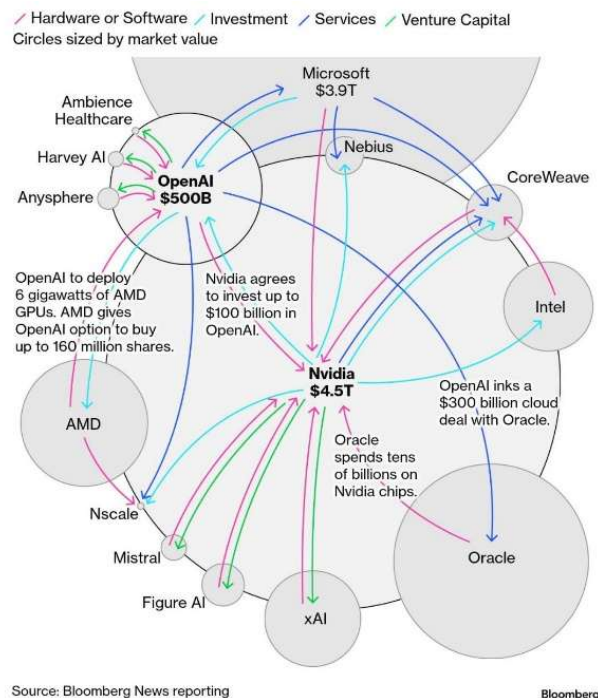 Hardware or Software Investment Services Venture Capital
Circles sized by market value
Microsoft
$3.9T
Ambience
Healthcare
Harvey AI
Anysphere
OpenAI
$500B
Nebius
CoreWeave
Intel
OpenAI to deploy
6 gigawatts of AMD
GPUs. AMD gives
OpenAI option to buy
up to 160 million shares.
Nvidia agrees
to invest up to
$100 billion in
OpenAI.
Nvidia
$4.5T
OpenAI inks a
$300 billion cloud
deal with Oracle.
AMD
Oracle
spends tens
of billions on
Nvidia chips.
Nscale
Mistral
Figure AI
xAI
Oracle
Source: Bloomberg News reporting
Bloomberg